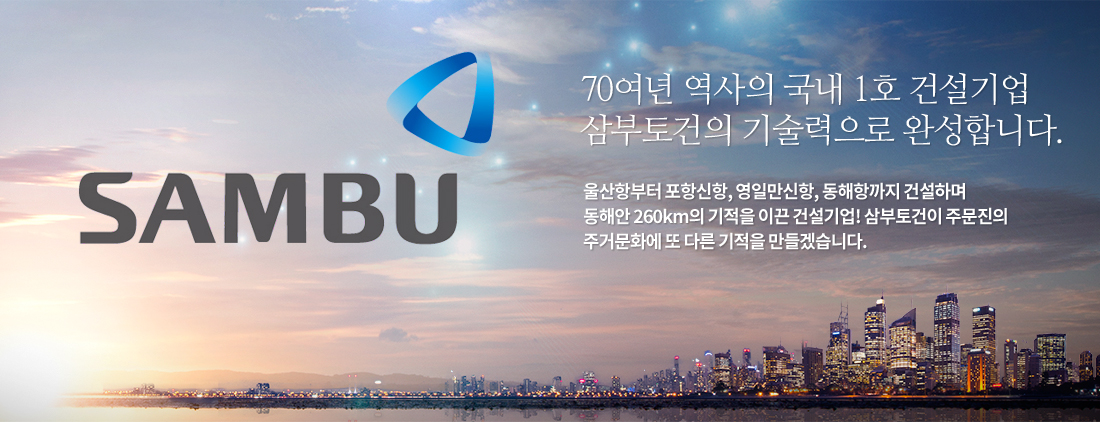 SAMBU
70여년 역사의 국내 1호 건설기업
삼부토건의 기술력으로 완성합니다.
울산항부터 포항신항, 영일만신항, 동해항까지 건설하며
동해안 260km의 기적을 이끈 건설기업! 삼부토건이 주문진의
주거문화에 또 다른 기적을 만들겠습니다.